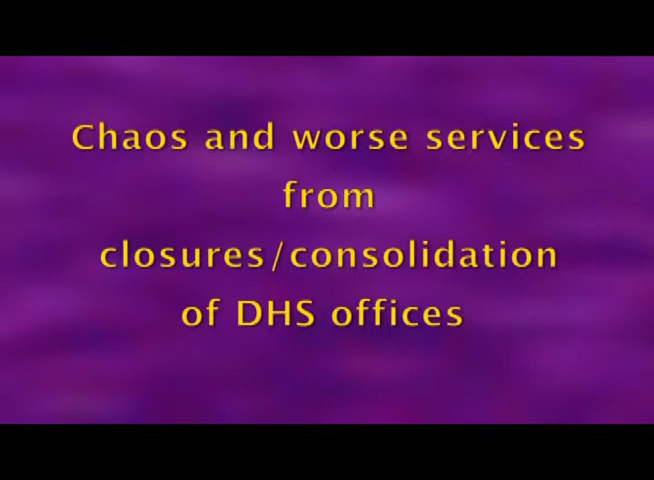 Chaos and worse services
from
closures/consolidation
of DHS offices